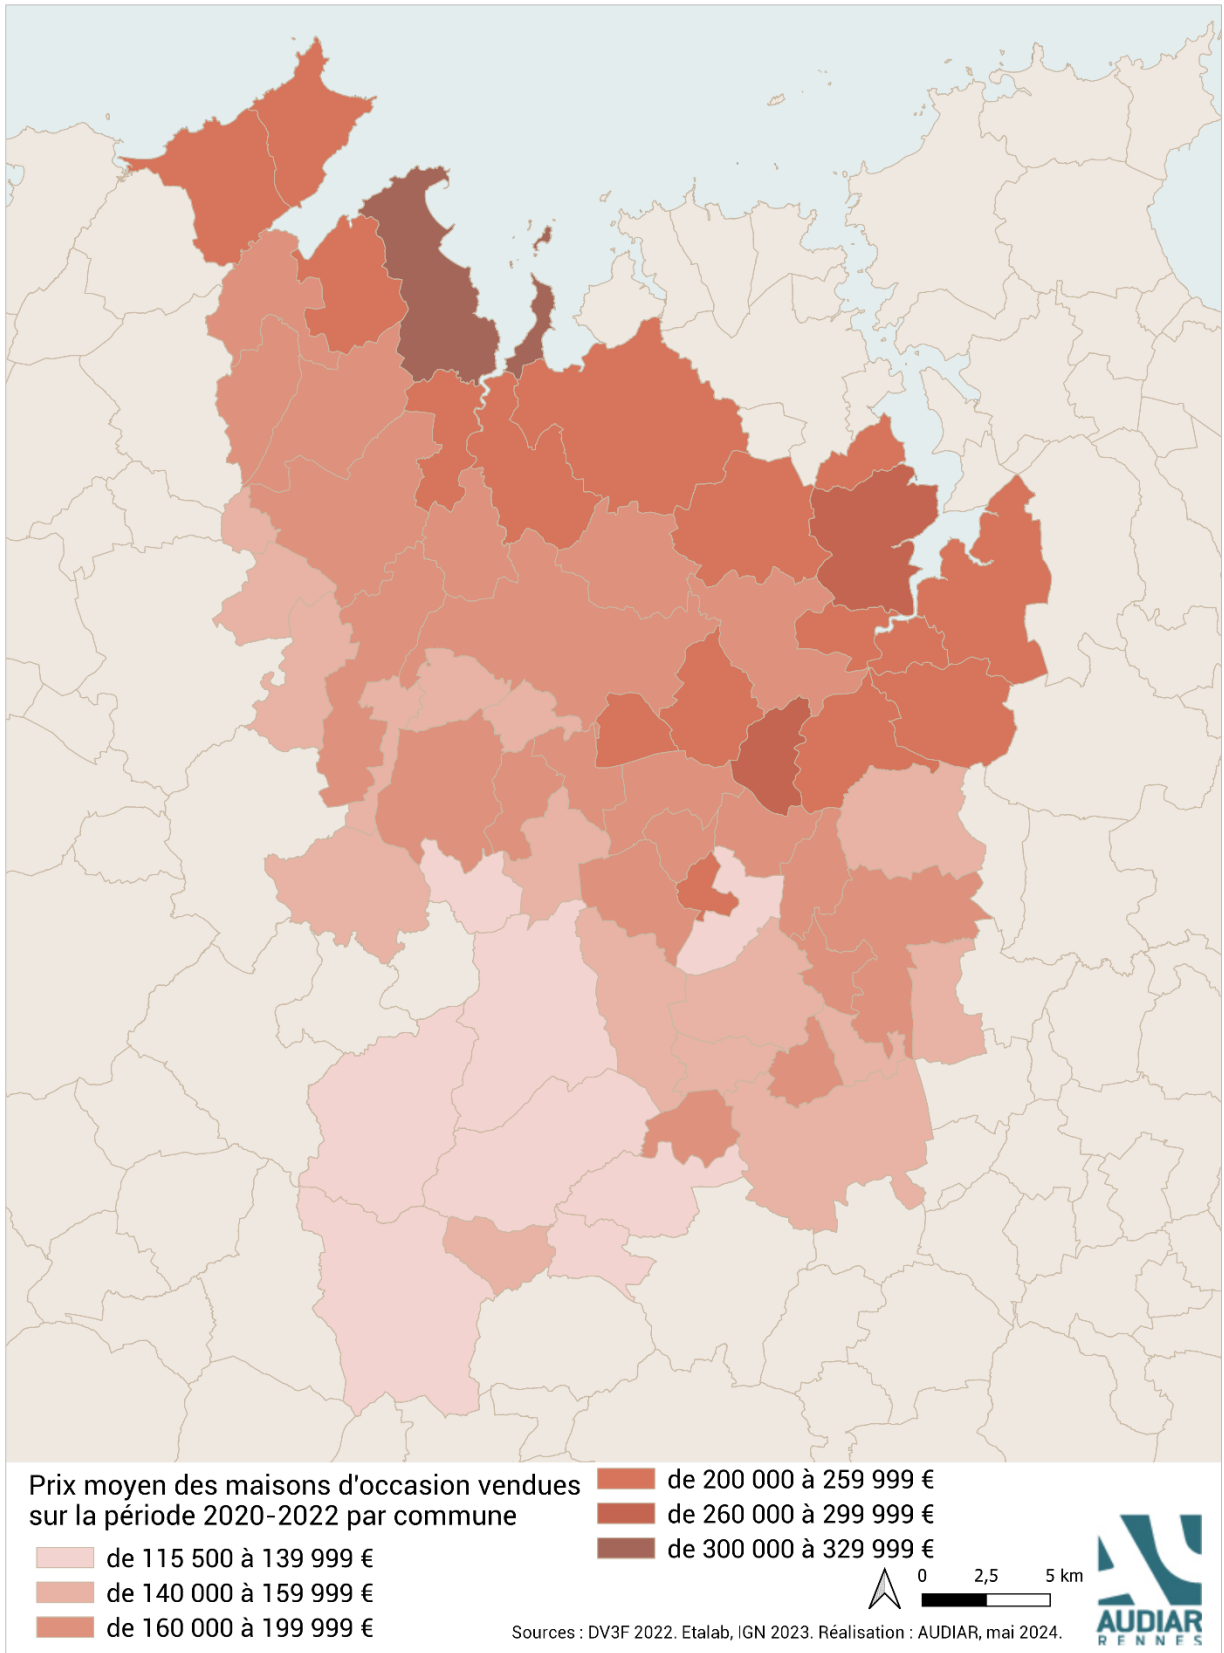 Prix moyen des maisons d'occasion vendues
sur la période 2020-2022 par commune
de 115 500 à 139 999 €
de 140 000 à 159 999 €
de 160 000 à 199 999 €
de 200 000 à 259 999 €
de 260 000 à 299 999 €
de 300 000 à 329 999 €
0 2,5 5 km
Sources : DV3F 2022. Etalab, IGN 2023. Réalisation : AUDIAR, mai 2024.
AUDIAR
RENNES